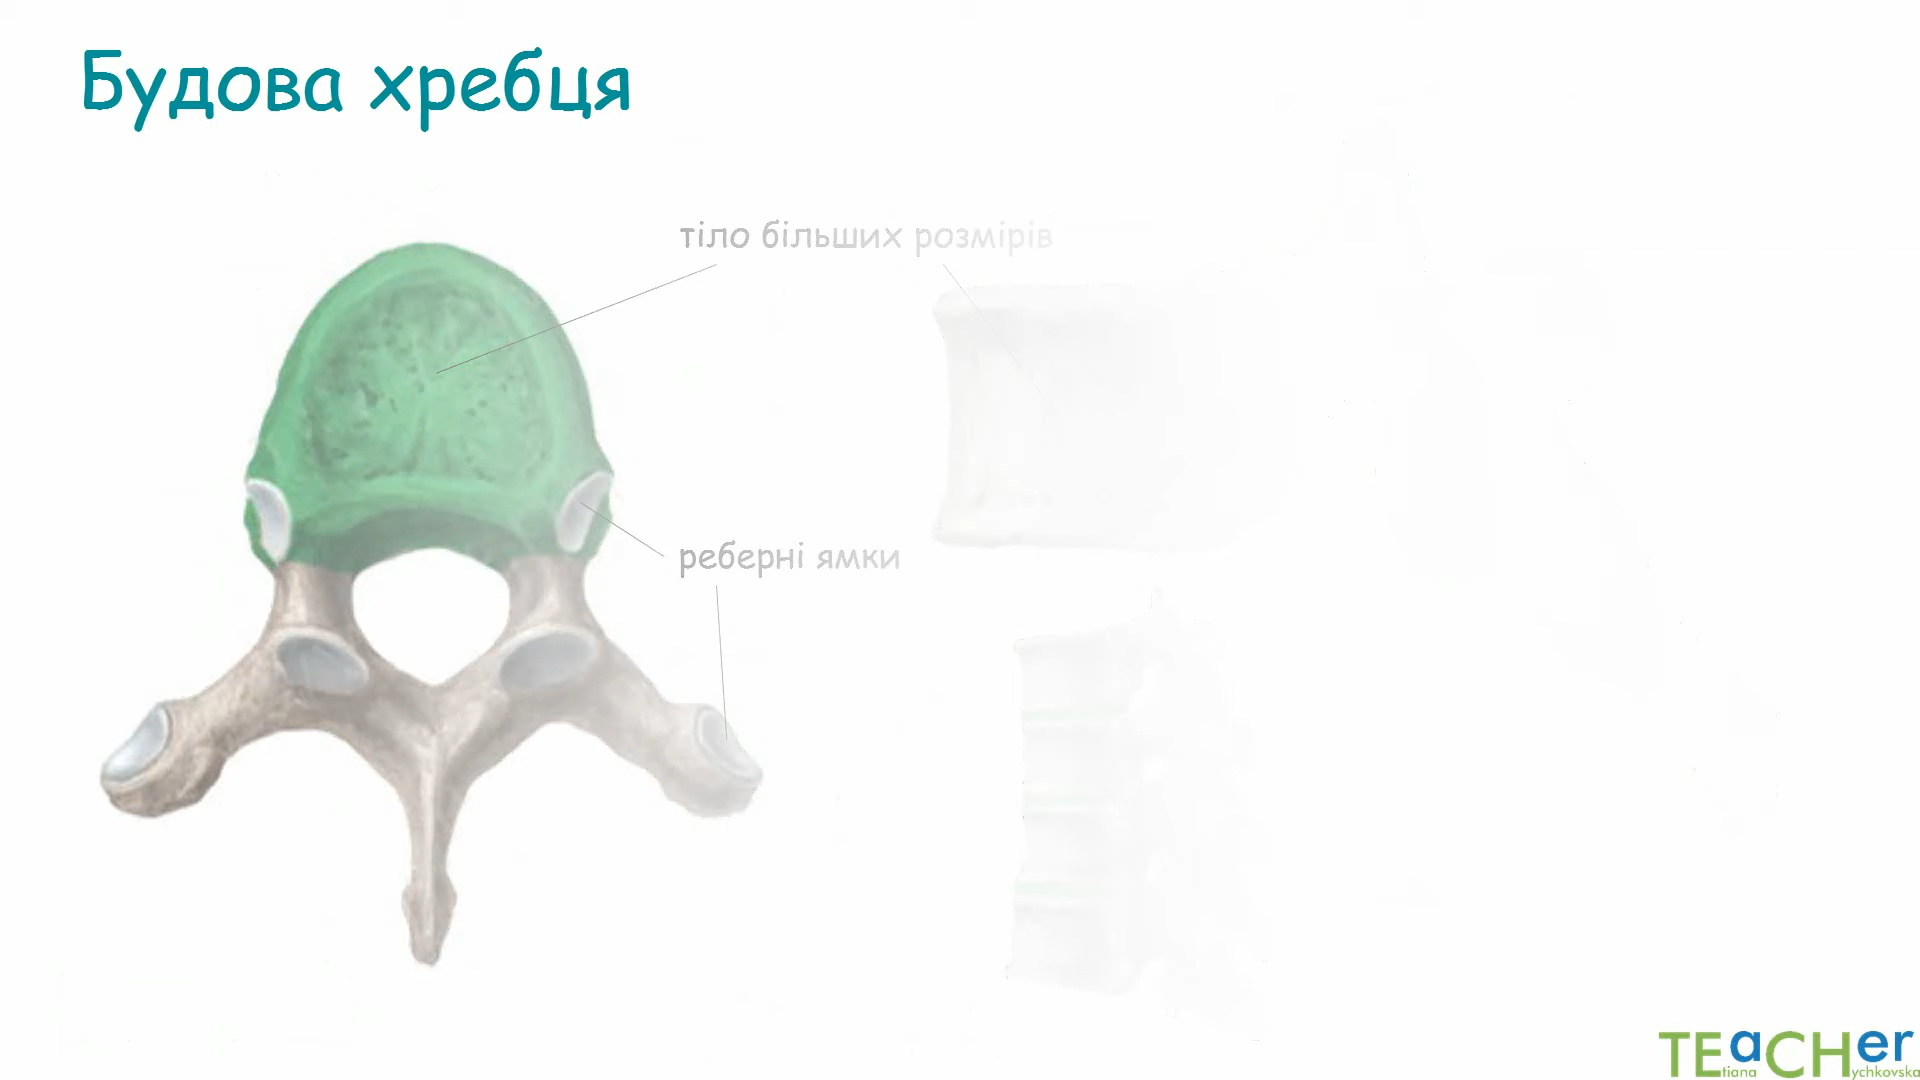 Будова хребця
тіло більших розмірів
реберні ямки
TEaCHer
tiana ychkovska